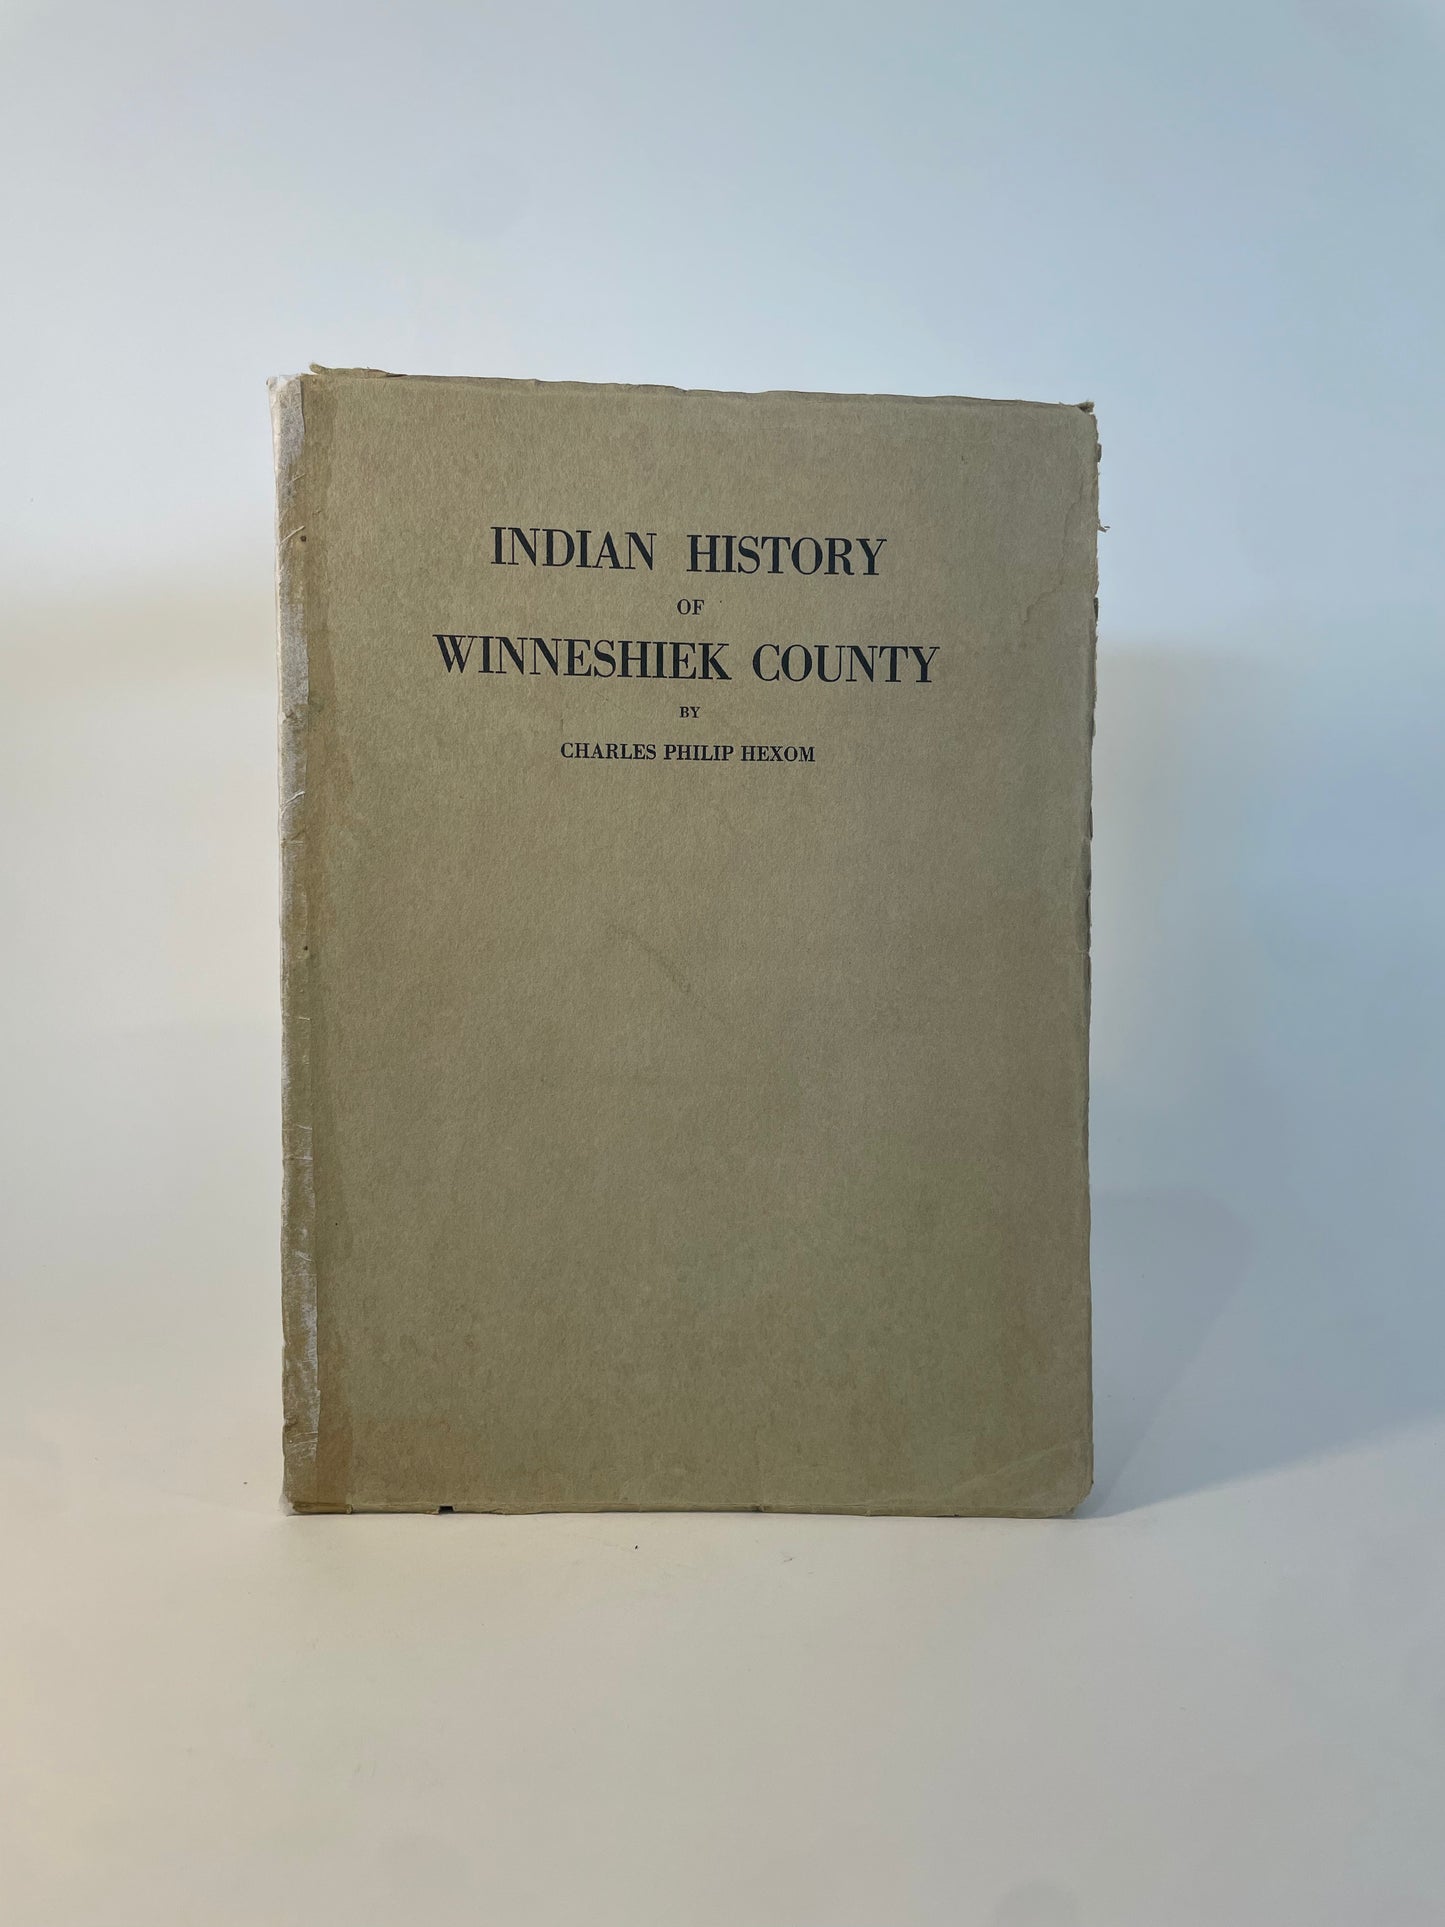 INDIAN HISTORY
OF
WINNESHIEK COUNTY
BY
CHARLES PHILIP HEXOM